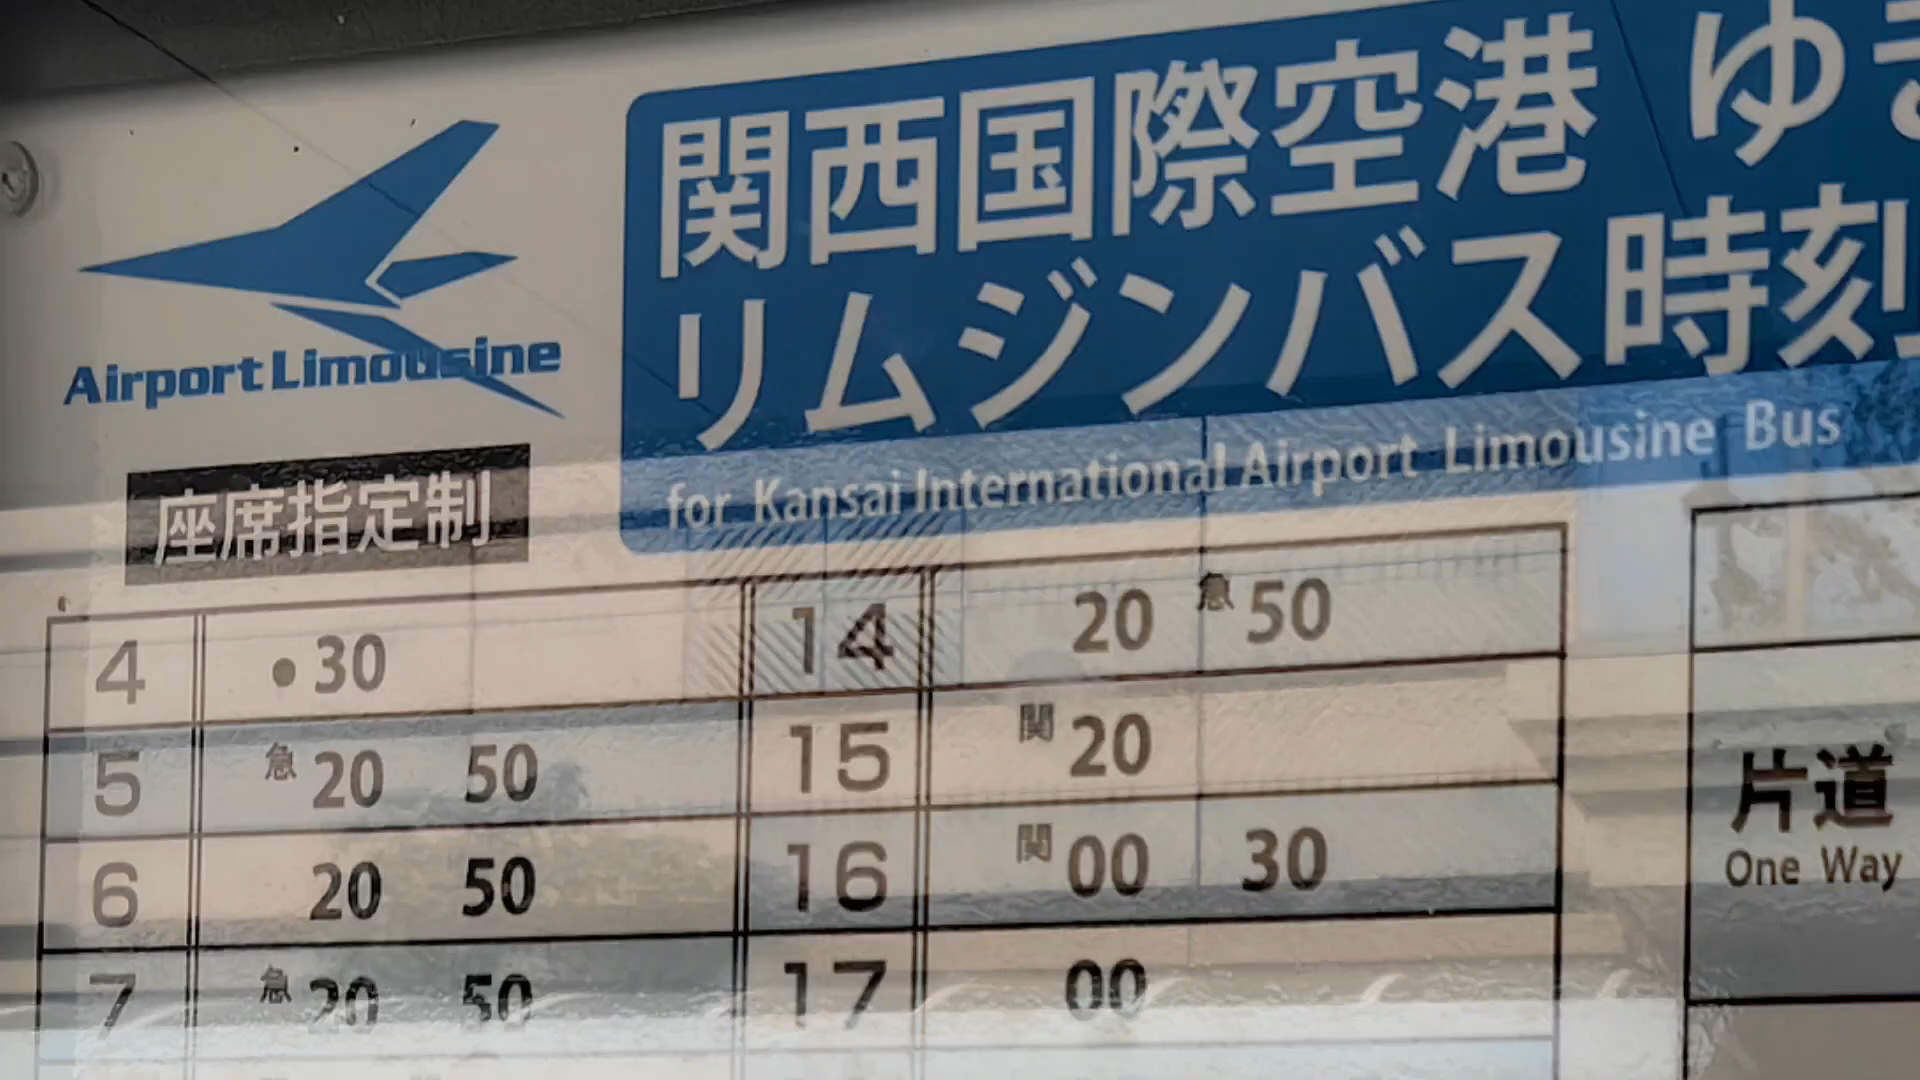 関西国際空港 ゆき
リムジンバス時刻
for Kansai International Airport Limousine Bus
Airport Limousine
座席指定制
4 ●30
5 急20 50
6 20 50
7 急20 50
14 20 急50
15 関20
16 関00 30
17 00
片道
One Way